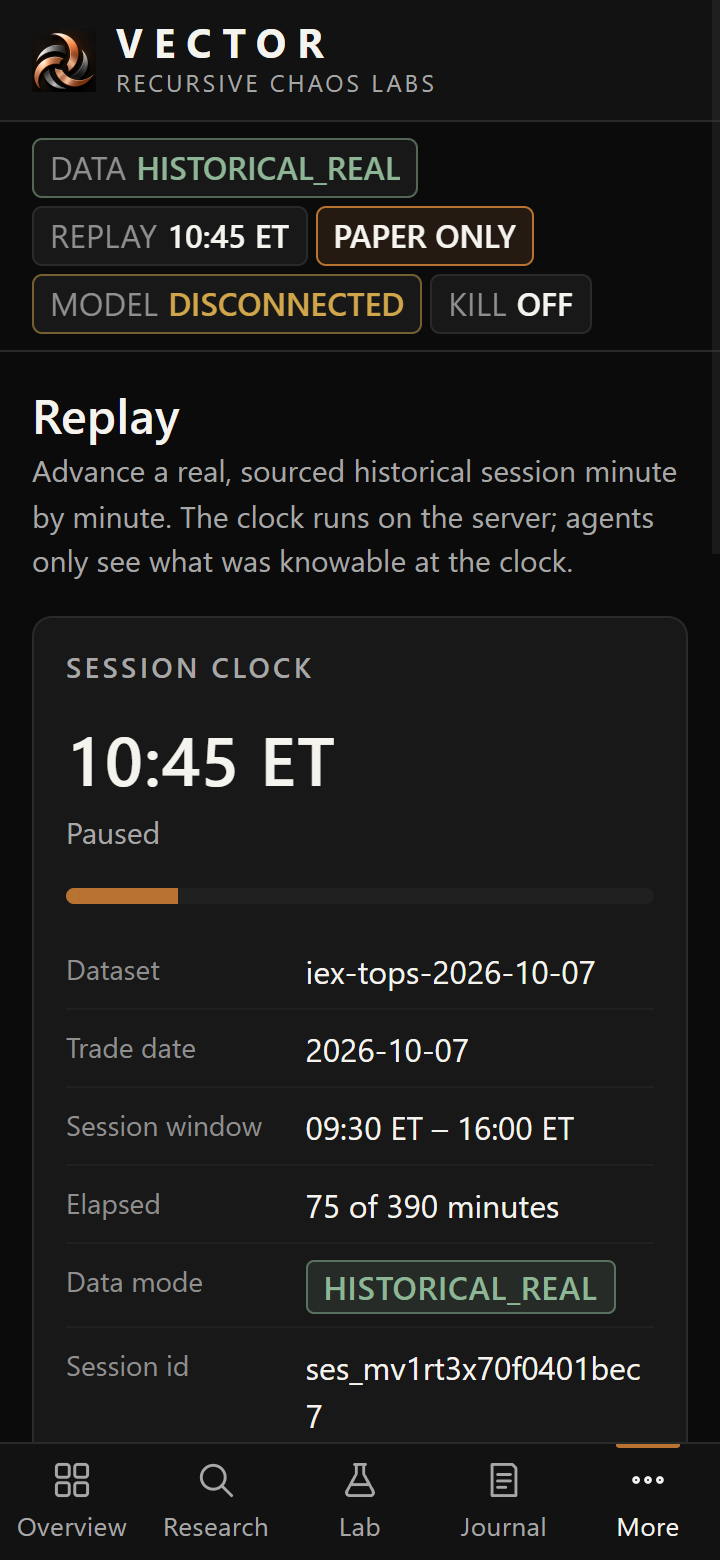 VECTOR
RECURSIVE CHAOS LABS
DATA HISTORICAL_REAL
REPLAY 10:45 ET PAPER ONLY
MODEL DISCONNECTED KILL OFF
Replay
Advance a real, sourced historical session minute
by minute. The clock runs on the server; agents
only see what was knowable at the clock.
SESSION CLOCK
10:45 ET
Paused
Dataset iex-tops-2026-10-07
Trade date 2026-10-07
Session window 09:30 ET – 16:00 ET
Elapsed 75 of 390 minutes
Data mode HISTORICAL_REAL
Session id ses_mv1rt3x70f0401bec
7
Overview Research Lab Journal More